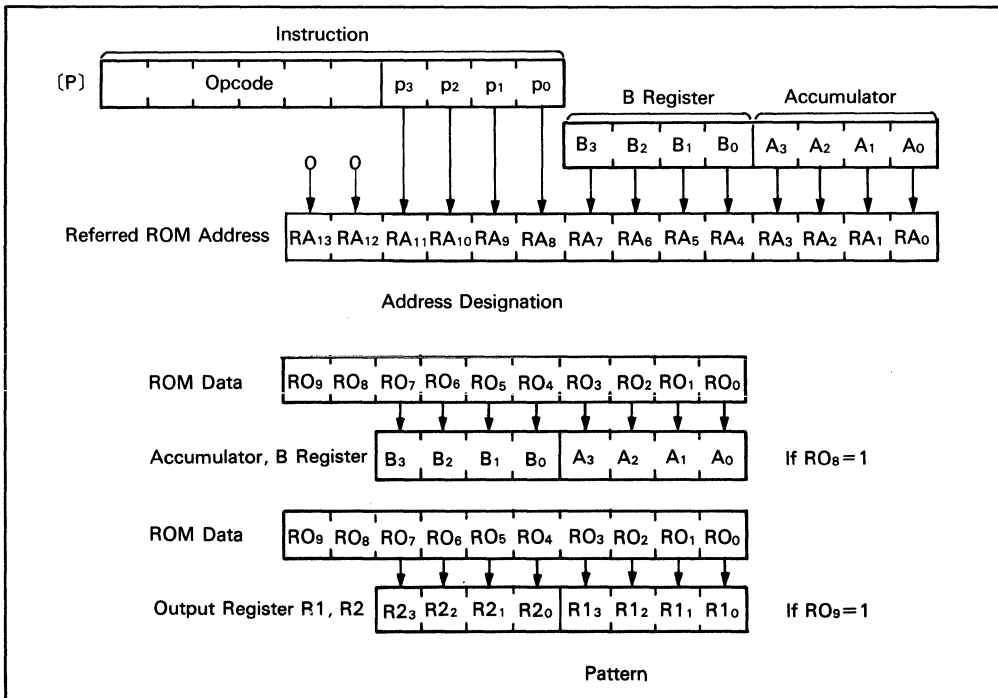 Instruction
[P] Opcode p3 p2 p1 p0
B Register Accumulator
B3 B2 B1 B0 A3 A2 A1 A0
0 0
Referred ROM Address RA13 RA12 RA11 RA10 RA9 RA8 RA7 RA6 RA5 RA4 RA3 RA2 RA1 RA0
Address Designation
ROM Data RO9 RO8 RO7 RO6 RO5 RO4 RO3 RO2 RO1 RO0
Accumulator, B Register B3 B2 B1 B0 A3 A2 A1 A0 If RO8=1
ROM Data RO9 RO8 RO7 RO6 RO5 RO4 RO3 RO2 RO1 RO0
Output Register R1, R2 R23 R22 R21 R20 R13 R12 R11 R10 If RO9=1
Pattern